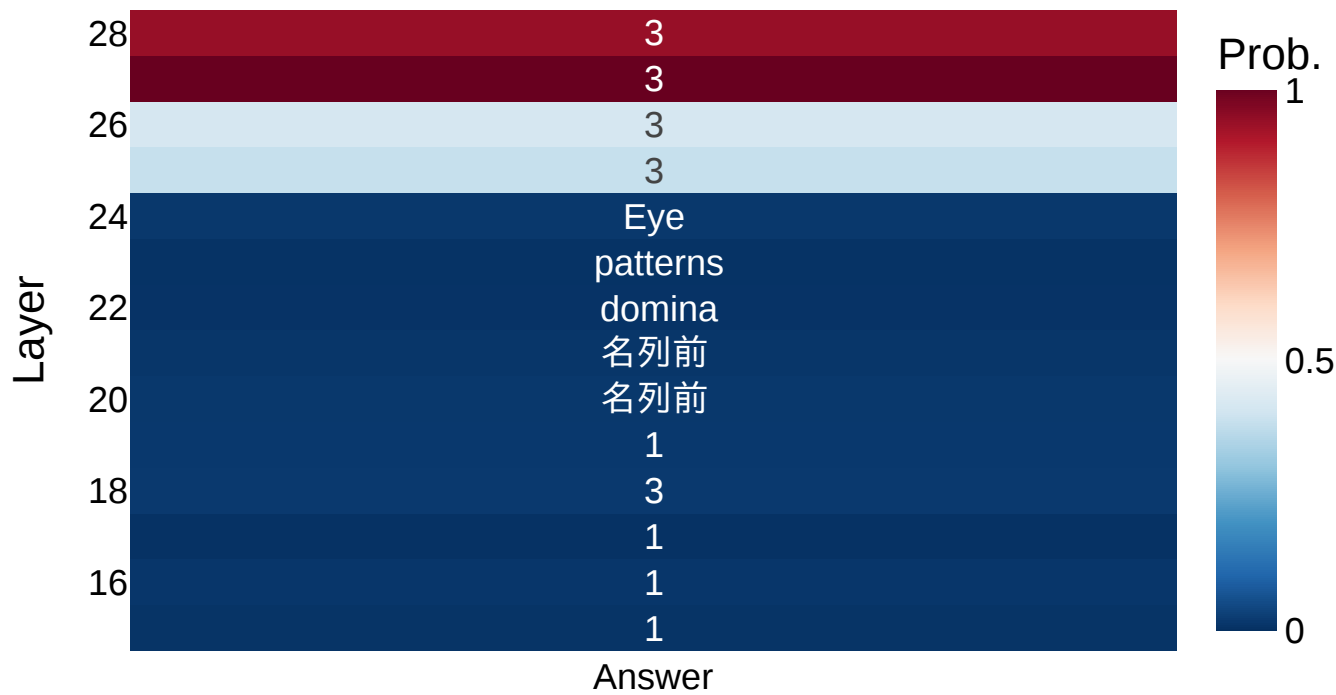 28 3
3
26 3
3
24 Eye
patterns
22 domina
名列前
20 名列前
1
18 3
1
16 1
1
Answer
Layer
Prob.
1
0.5
0